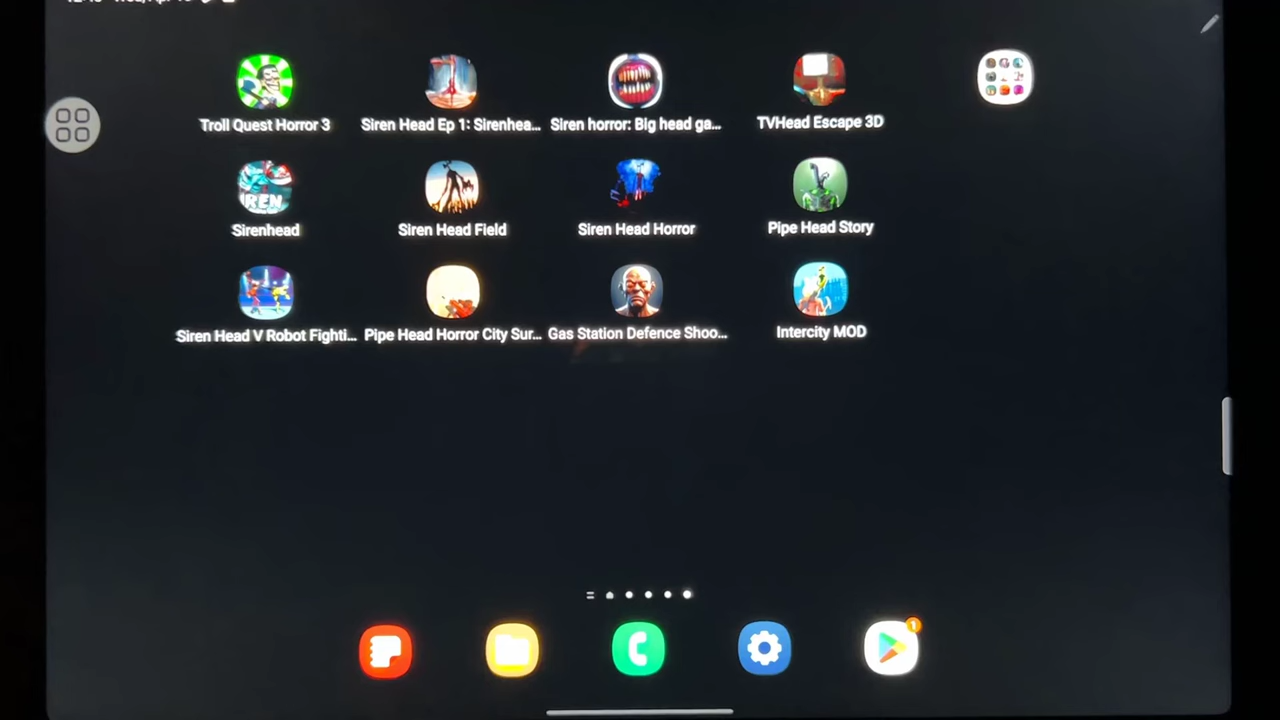 Troll Quest Horror 3
Siren Head Ep 1: Sirenhea...
Siren horror: Big head ga...
TVHead Escape 3D
IREN
Sirenhead
Siren Head Field
Siren Head Horror
Pipe Head Story
Siren Head V Robot Fighti...
Pipe Head Horror City Sur...
Gas Station Defence Shoo...
Intercity MOD
1